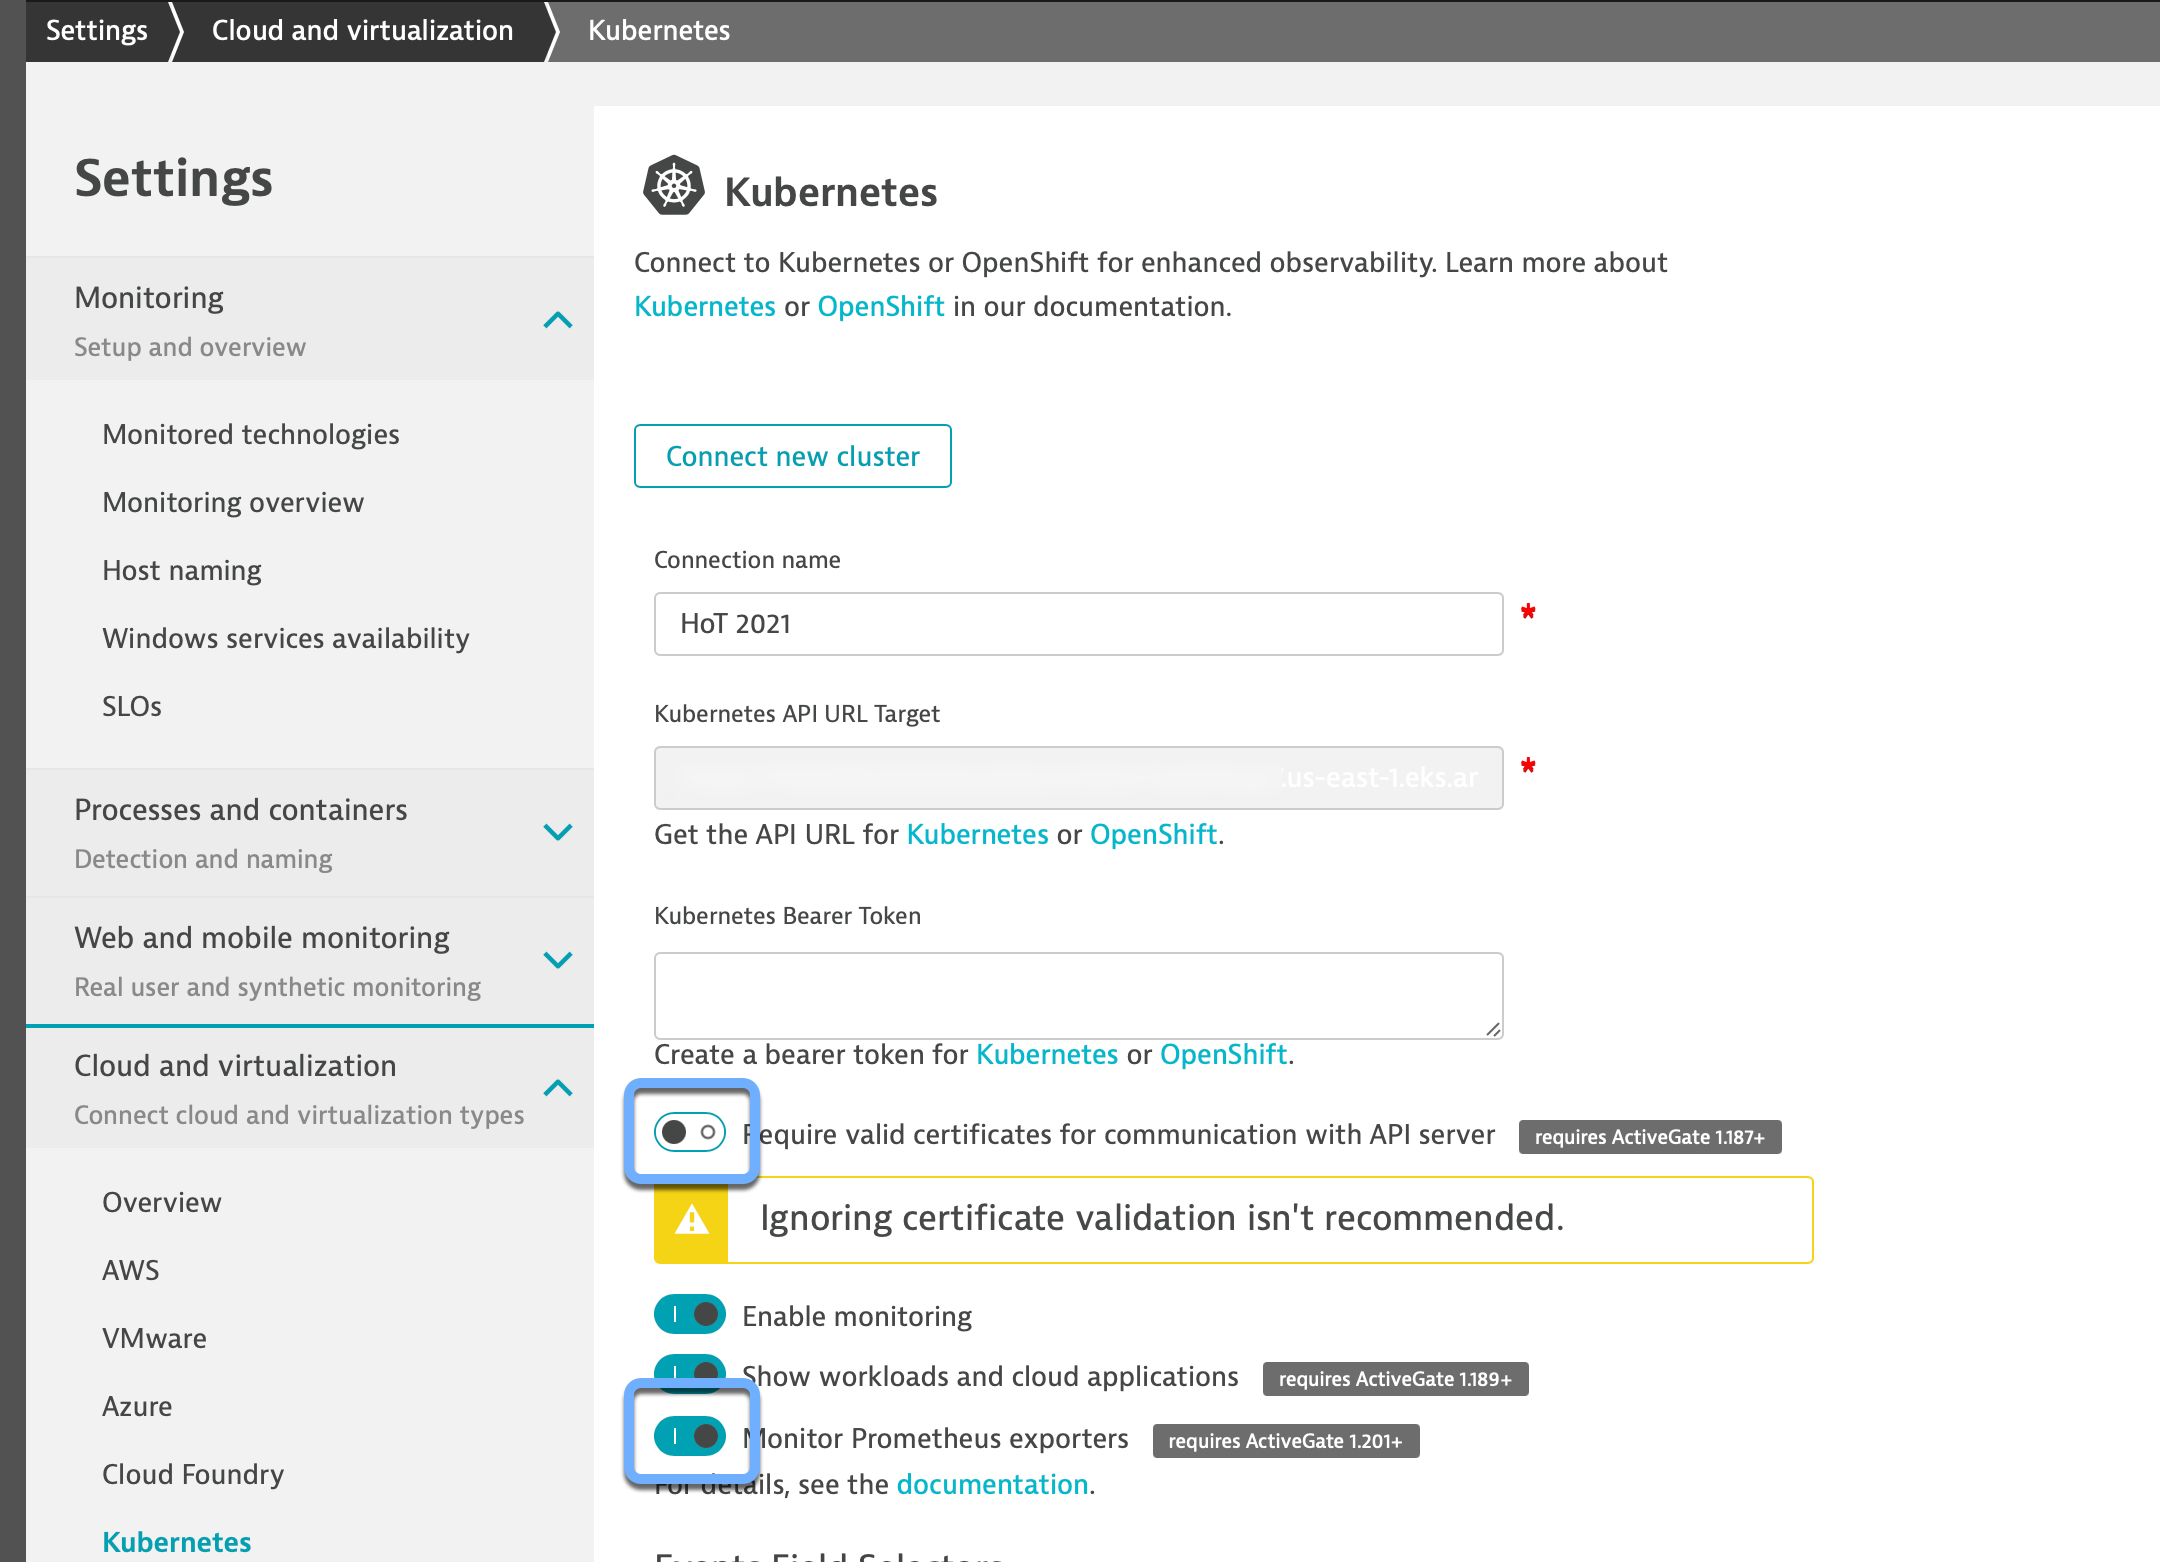 Settings
Cloud and virtualization
Kubernetes
Settings
Monitoring
Setup and overview
Monitored technologies
Monitoring overview
Host naming
Windows services availability
SLOs
Processes and containers
Detection and naming
Web and mobile monitoring
Real user and synthetic monitoring
Cloud and virtualization
Connect cloud and virtualization types
Overview
AWS
VMware
Azure
Cloud Foundry
Kubernetes
Kubernetes
Connect to Kubernetes or OpenShift for enhanced observability. Learn more about
Kubernetes or OpenShift in our documentation.
Connect new cluster
Connection name
HoT 2021 *
Kubernetes API URL Target
.us-east-1.eks.ar *
Get the API URL for Kubernetes or OpenShift.
Kubernetes Bearer Token
Create a bearer token for Kubernetes or OpenShift.
Require valid certificates for communication with API server requires ActiveGate 1.187+
Ignoring certificate validation isn't recommended.
Enable monitoring
Show workloads and cloud applications requires ActiveGate 1.189+
Monitor Prometheus exporters requires ActiveGate 1.201+
For details, see the documentation.
Events Field Selectors